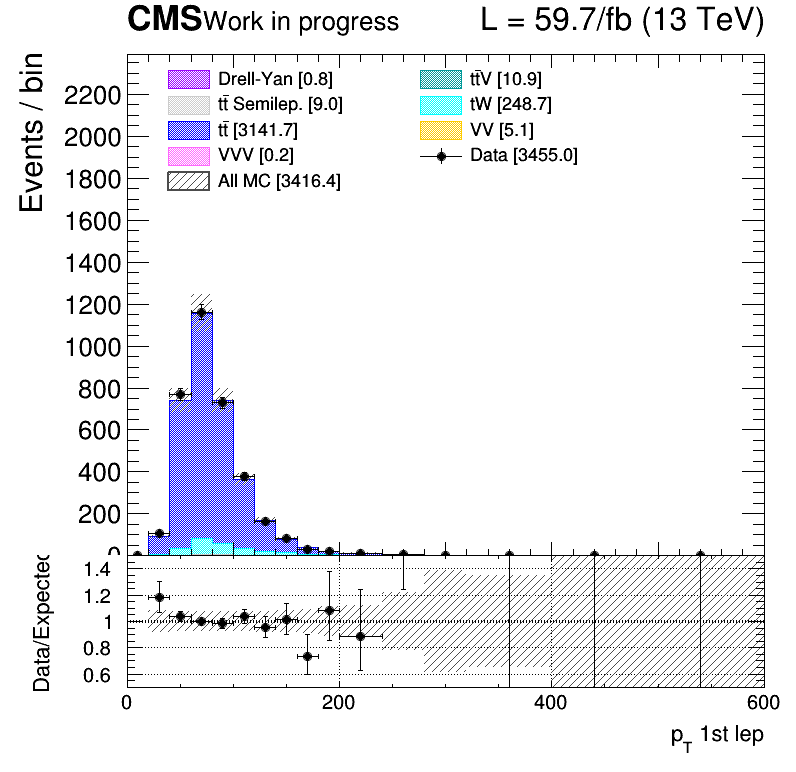 CMS Work in progress L = 59.7/fb (13 TeV)
Events / bin
Drell-Yan [0.8]
tt̄ Semilep. [9.0]
tt̄ [3141.7]
VVV [0.2]
All MC [3416.4]
tt̄V [10.9]
tW [248.7]
VV [5.1]
Data [3455.0]
2200
2000
1800
1600
1400
1200
1000
800
600
400
200
0
Data/Expected
1.4
1.2
1
0.8
0.6
0 200 400 600
p_T 1st lep